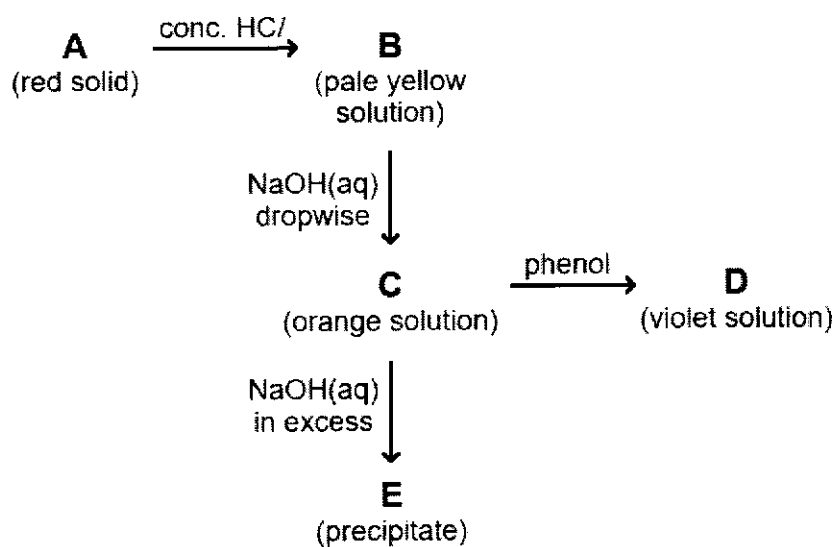 A
conc. HC/
B
(red solid)
(pale yellow
solution)
NaOH(aq)
dropwise
C
phenol
D
(orange solution)
(violet solution)
NaOH(aq)
in excess
E
(precipitate)